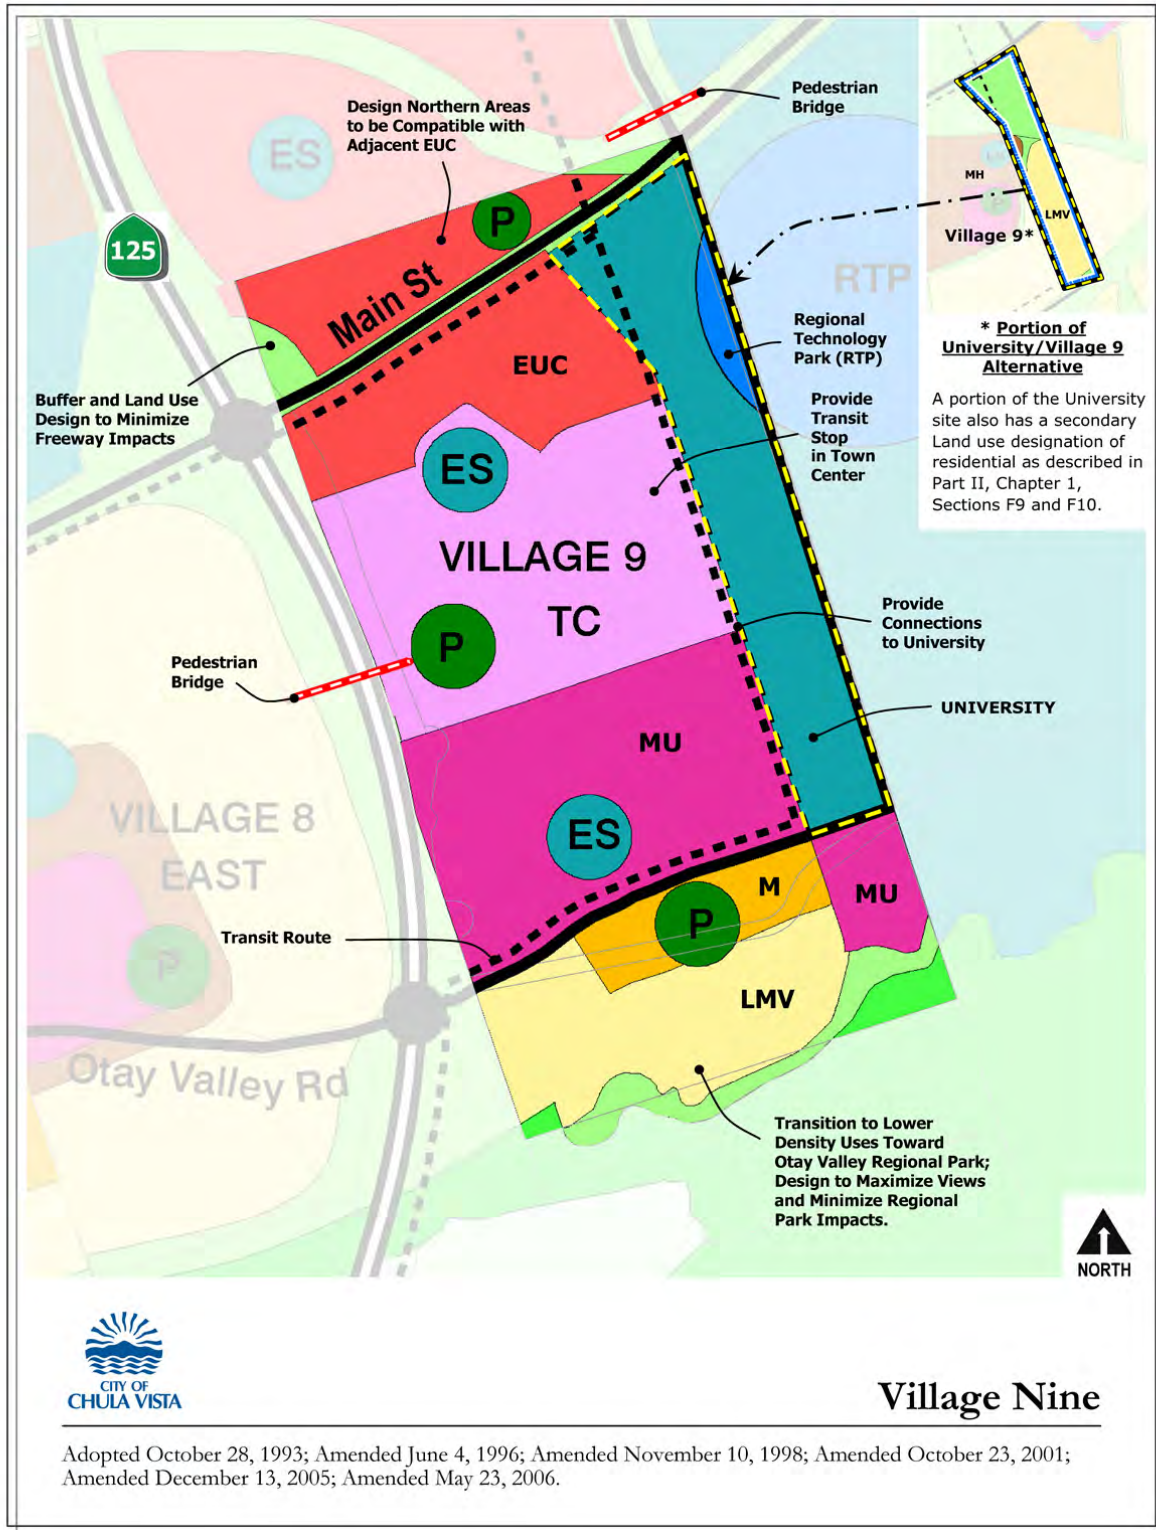 Design Northern Areas
to be Compatible with
Adjacent EUC
Pedestrian
Bridge
ES
P
125
Main St
RTP
MH
LMV
Village 9*
* Portion of
University/Village 9
Alternative
A portion of the University
site also has a secondary
Land use designation of
residential as described in
Part II, Chapter 1,
Sections F9 and F10.
Regional
Technology
Park (RTP)
EUC
Buffer and Land Use
Design to Minimize
Freeway Impacts
Provide
Transit
Stop
in Town
Center
ES
VILLAGE 9
TC
P
Provide
Connections
to University
Pedestrian
Bridge
UNIVERSITY
MU
VILLAGE 8
EAST
ES
M
MU
P
P
Transit Route
LMV
Otay Valley Rd
Transition to Lower
Density Uses Toward
Otay Valley Regional Park;
Design to Maximize Views
and Minimize Regional
Park Impacts.
NORTH
CITY OF
CHULA VISTA
Village Nine
Adopted October 28, 1993; Amended June 4, 1996; Amended November 10, 1998; Amended October 23, 2001;
Amended December 13, 2005; Amended May 23, 2006.